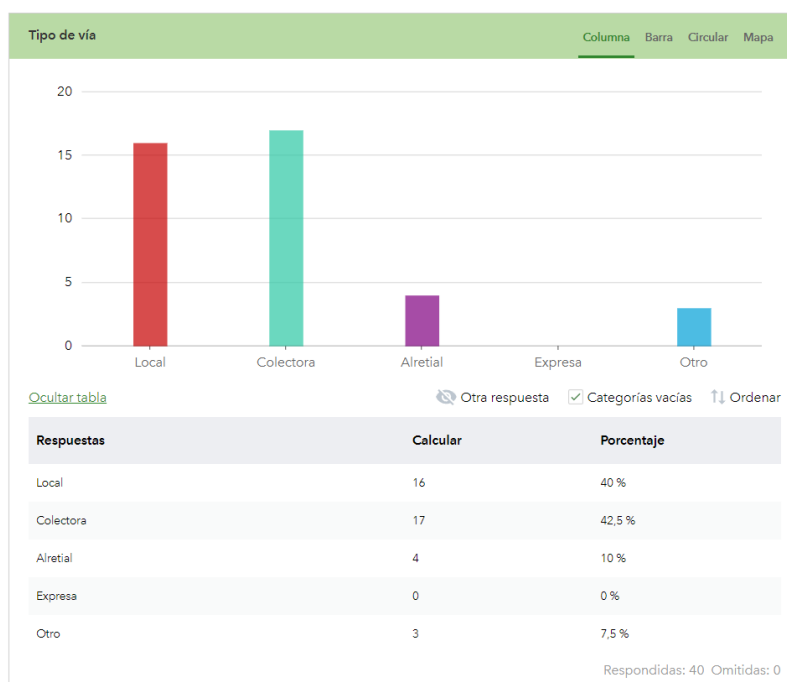 Tipo de vía
Columna Barra Circular Mapa
20
15
10
5
0
Local Colectora Alretial Expresa Otro
Ocultar tabla
Otra respuesta Categorías vacías Ordenar
Respuestas Calcular Porcentaje
Local 16 40 %
Colectora 17 42,5 %
Alretial 4 10 %
Expresa 0 0 %
Otro 3 7,5 %
Respondidas: 40 Omitidas: 0